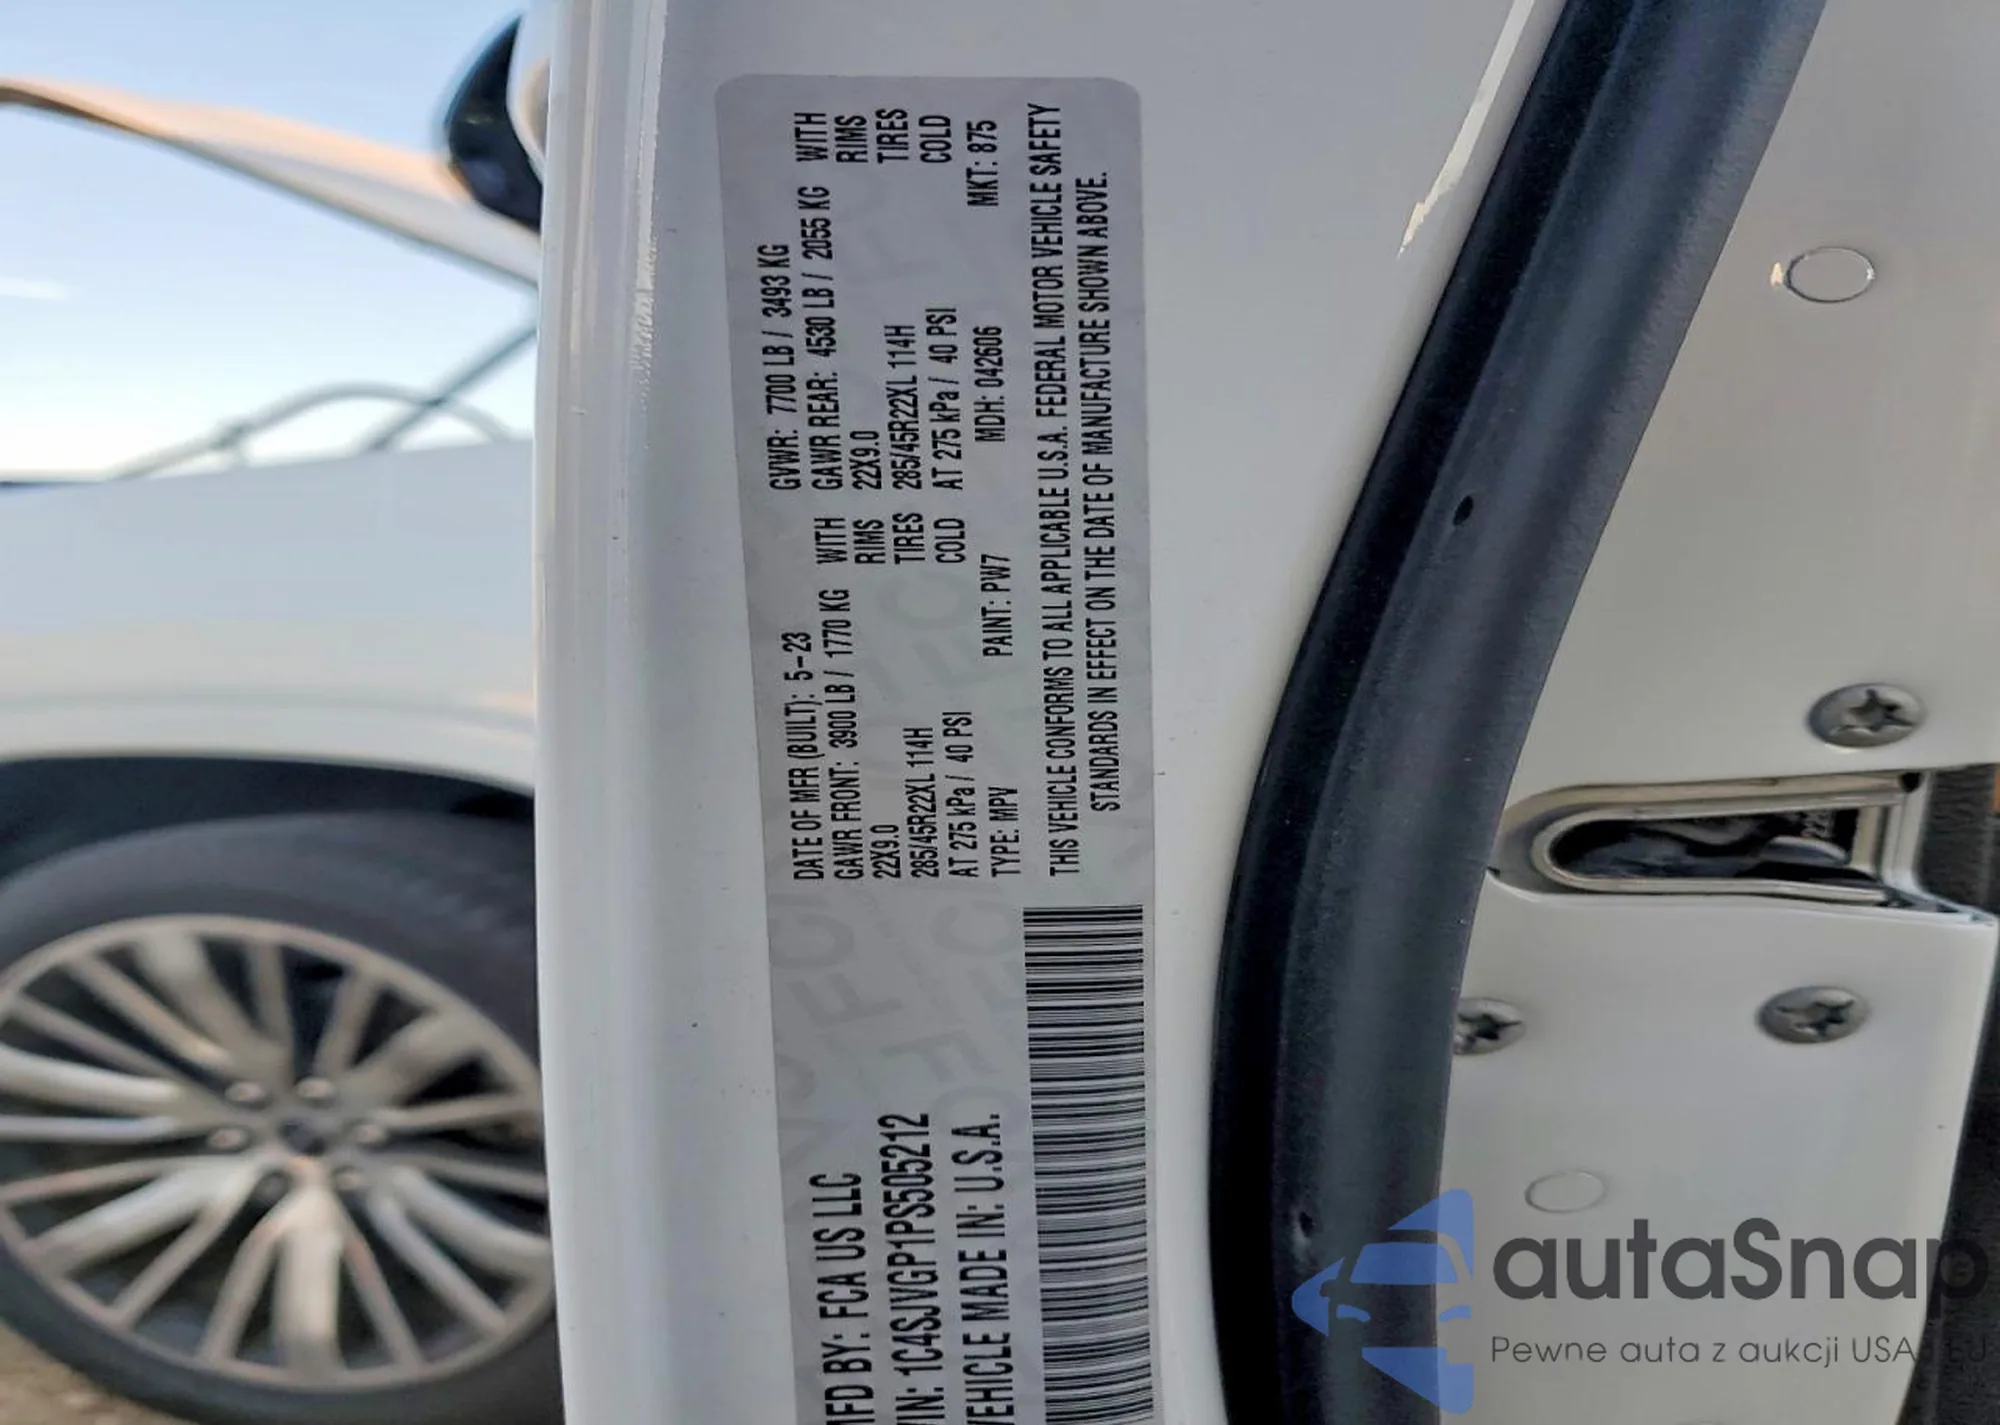 MFD BY: FCA US LLC
VIN: 1C4SJVGP1PS505212
VEHICLE MADE IN: U.S.A.
DATE OF MFR (BUILT): 5-23 GVWR: 7700 LB / 3493 KG
GAWR FRONT: 3900 LB / 1770 KG WITH GAWR REAR: 4530 LB / 2055 KG WITH
22X9.0 RIMS 22X9.0 RIMS
285/45R22XL 114H TIRES 285/45R22XL 114H TIRES
AT 275 kPa / 40 PSI COLD AT 275 kPa / 40 PSI COLD
TYPE: MPV PAINT: PW7 MDH: 042606 MKT: 875
THIS VEHICLE CONFORMS TO ALL APPLICABLE U.S.A. FEDERAL MOTOR VEHICLE SAFETY
STANDARDS IN EFFECT ON THE DATE OF MANUFACTURE SHOWN ABOVE.
autaSnap
Pewne auta z aukcji USA i EU